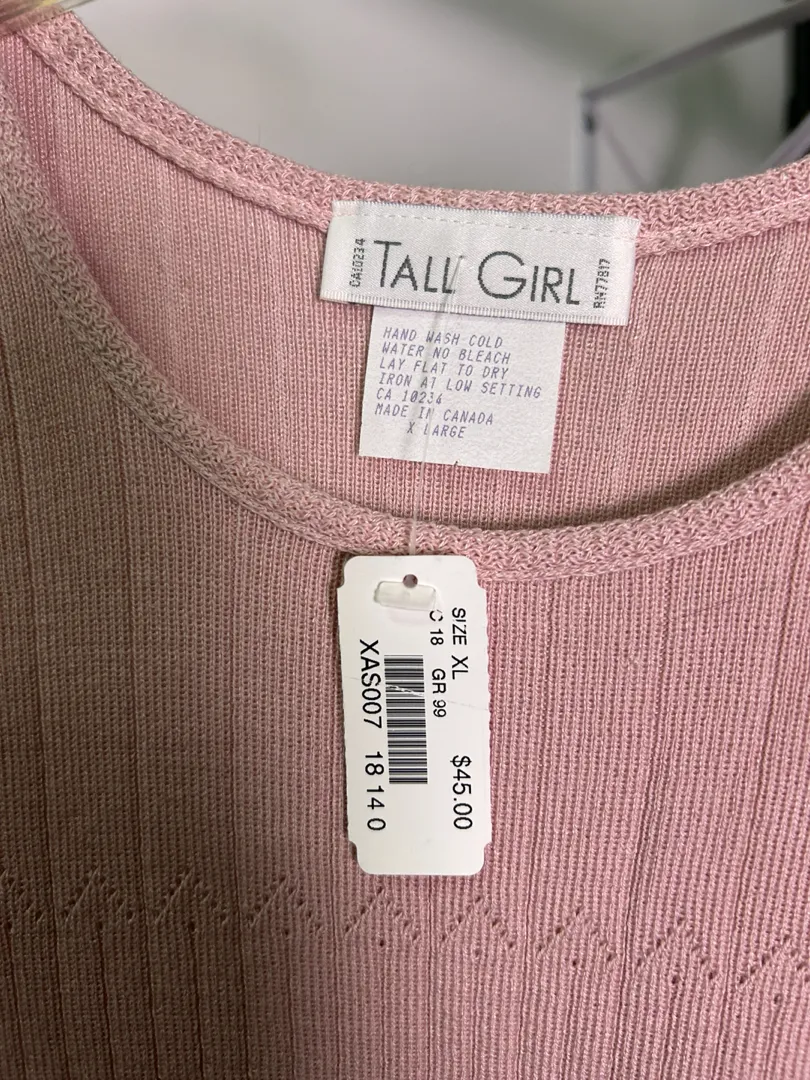 CA10234
TALL GIRL
RN77817
HAND WASH COLD
WATER NO BLEACH
LAY FLAT TO DRY
IRON AT LOW SETTING
CA 10234
MADE IN CANADA
X LARGE
SIZE XL
C 18 GR 99
$45.00
XAS007 18 14 0